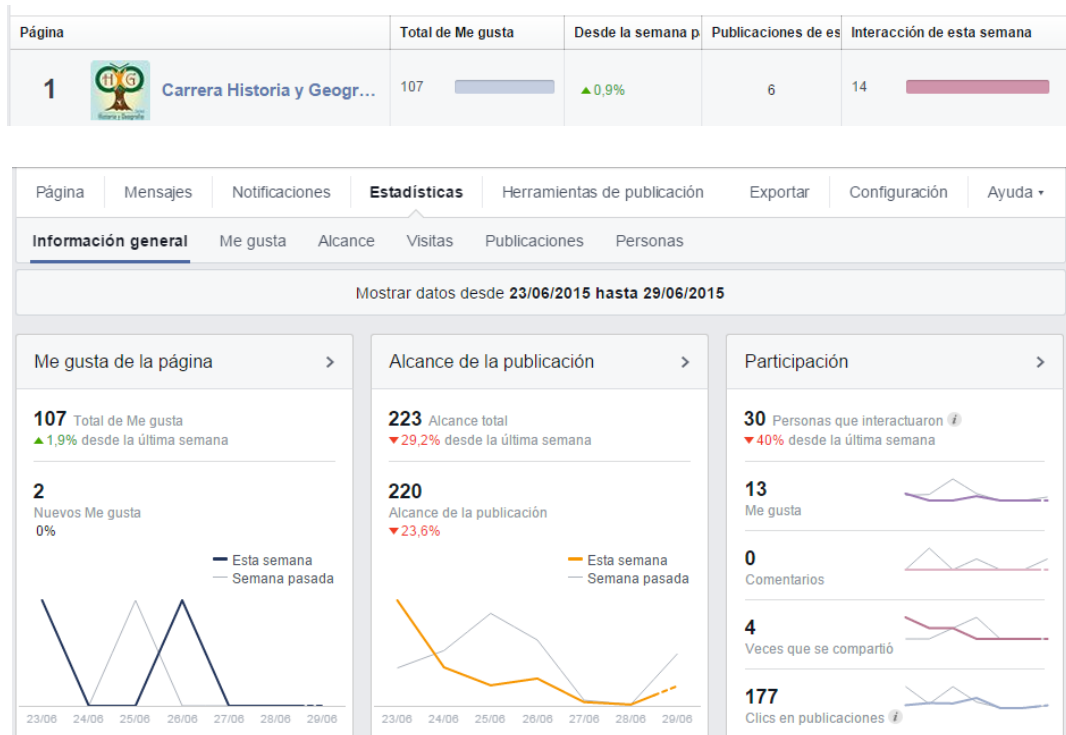 Página Total de Me gusta Desde la semana p Publicaciones de es Interacción de esta semana
1 Carrera Historia y Geogr... 107 ▲0,9% 6 14
H G
Historia y Geografía
Página Mensajes Notificaciones Estadísticas Herramientas de publicación Exportar Configuración Ayuda
Información general Me gusta Alcance Visitas Publicaciones Personas
Mostrar datos desde 23/06/2015 hasta 29/06/2015
Me gusta de la página
107 Total de Me gusta
▲1,9% desde la última semana
2
Nuevos Me gusta
0%
Esta semana
Semana pasada
23/06 24/06 25/06 26/06 27/06 28/06 29/06
Alcance de la publicación
223 Alcance total
▼29,2% desde la última semana
220
Alcance de la publicación
▼23,6%
Esta semana
Semana pasada
23/06 24/06 25/06 26/06 27/06 28/06 29/06
Participación
30 Personas que interactuaron i
▼40% desde la última semana
13
Me gusta
0
Comentarios
4
Veces que se compartió
177
Clics en publicaciones i